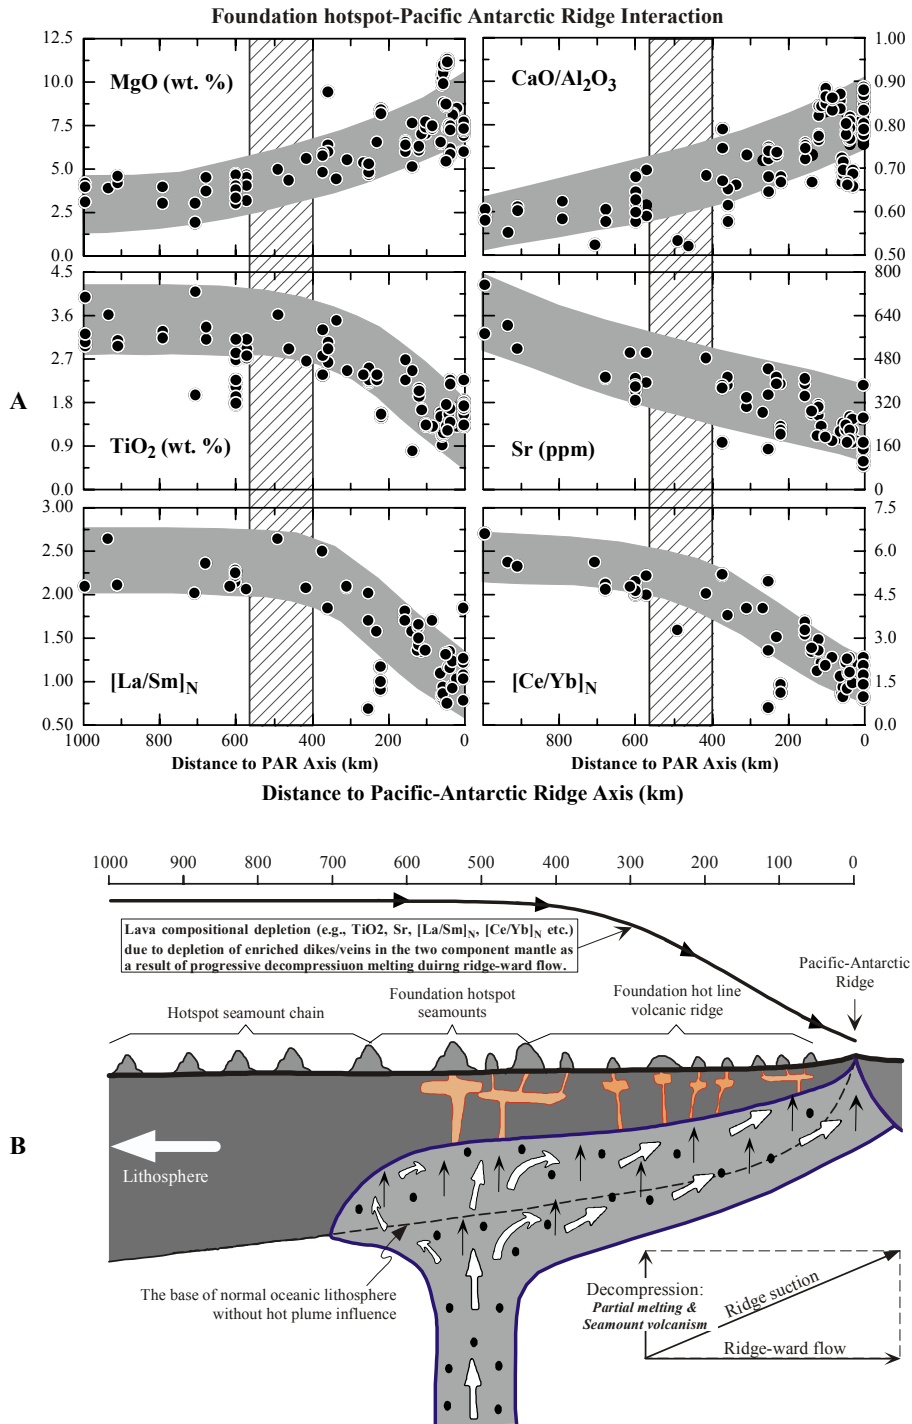 Foundation hotspot-Pacific Antarctic Ridge Interaction
12.5
10.0
7.5
5.0
2.5
0.0
MgO (wt. %)
CaO/Al₂O₃
1.00
0.90
0.80
0.70
0.60
0.50
A
4.5
3.6
2.7
1.8
0.9
0.0
TiO₂ (wt. %)
Sr (ppm)
800
640
480
320
160
0
3.00
2.50
2.00
1.50
1.00
0.50
[La/Sm]N
[Ce/Yb]N
7.5
6.0
4.5
3.0
1.5
0.0
1000 800 600 400 200 0
800 600 400 200 0
Distance to PAR Axis (km)
Distance to PAR Axis (km)
Distance to Pacific-Antarctic Ridge Axis (km)
1000 900 800 700 600 500 400 300 200 100 0
Lava compositional depletion (e.g., TiO2, Sr, [La/Sm]N, [Ce/Yb]N etc.)
due to depletion of enriched dikes/veins in the two component mantle as
a result of progressive decompressiuon melting duirng ridge-ward flow.
Pacific-Antarctic
Ridge
Hotspot seamount chain
Foundation hotspot
seamounts
Foundation hot line
volcanic ridge
B
Lithosphere
The base of normal oceanic lithosphere
without hot plume influence
Decompression:
Partial melting &
Seamount volcanism
Ridge suction
Ridge-ward flow